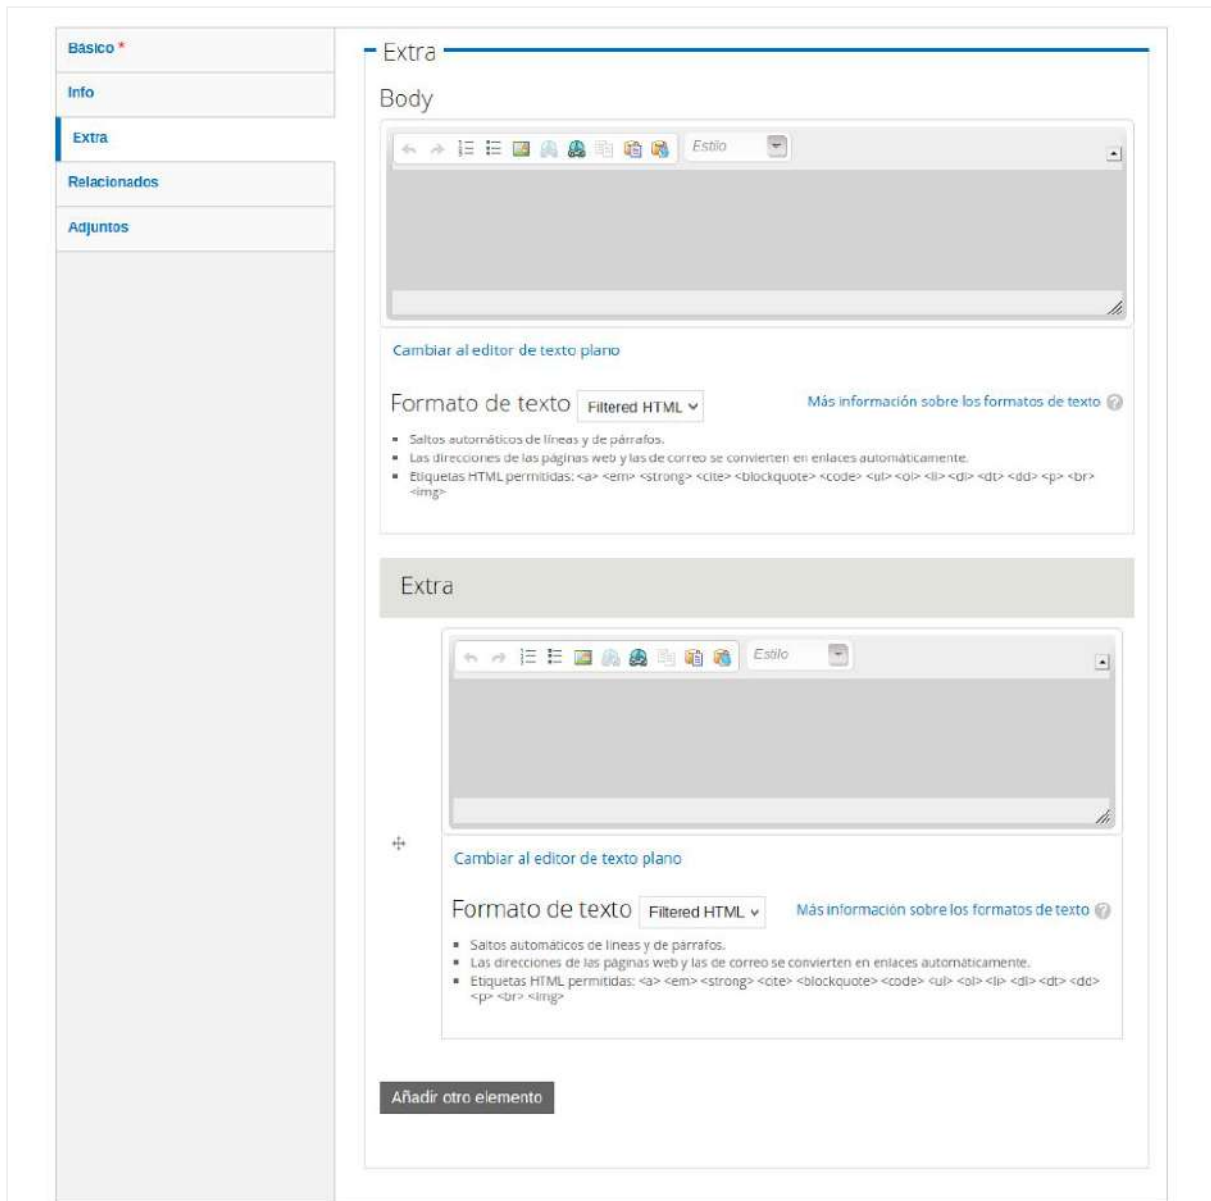 Básico *
Info
Extra
Relacionados
Adjuntos
Extra
Body
Estilo
Cambiar al editor de texto plano
Formato de texto Filtered HTML Más información sobre los formatos de texto ?
Saltos automáticos de líneas y de párrafos.
Las direcciones de las páginas web y las de correo se convierten en enlaces automáticamente.
Etiquetas HTML permitidas: <a> <em> <strong> <cite> <blockquote> <code> <ul> <ol> <li> <dl> <dt> <dd> <p> <br>
<img>
Extra
Estilo
Cambiar al editor de texto plano
Formato de texto Filtered HTML Más información sobre los formatos de texto ?
Saltos automáticos de líneas y de párrafos.
Las direcciones de las páginas web y las de correo se convierten en enlaces automáticamente.
Etiquetas HTML permitidas: <a> <em> <strong> <cite> <blockquote> <code> <ul> <ol> <li> <dl> <dt> <dd>
<p> <br> <img>
Añadir otro elemento